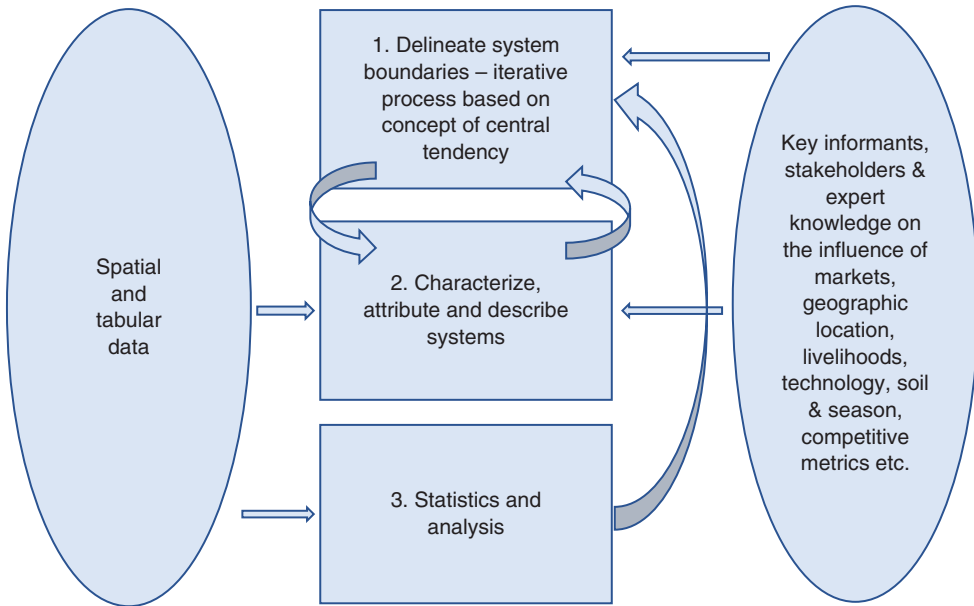 Spatial
and
tabular
data
1. Delineate system
boundaries – iterative
process based on
concept of central
tendency
2. Characterize,
attribute and describe
systems
3. Statistics and
analysis
Key informants,
stakeholders &
expert
knowledge on
the influence of
markets,
geographic
location,
livelihoods,
technology, soil
& season,
competitive
metrics etc.